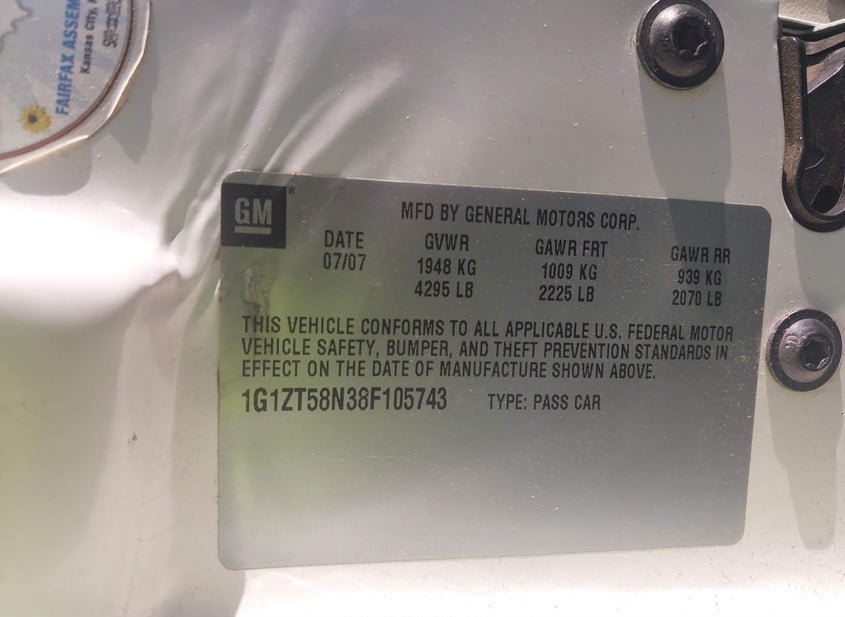 FAIRFAX ASSEM
Kansas City, K
GM
®
MFD BY GENERAL MOTORS CORP.
DATE GVWR GAWR FRT GAWR RR
07/07 1948 KG 1009 KG 939 KG
4295 LB 2225 LB 2070 LB
THIS VEHICLE CONFORMS TO ALL APPLICABLE U.S. FEDERAL MOTOR
VEHICLE SAFETY, BUMPER, AND THEFT PREVENTION STANDARDS IN
EFFECT ON THE DATE OF MANUFACTURE SHOWN ABOVE.
1G1ZT58N38F105743 TYPE: PASS CAR